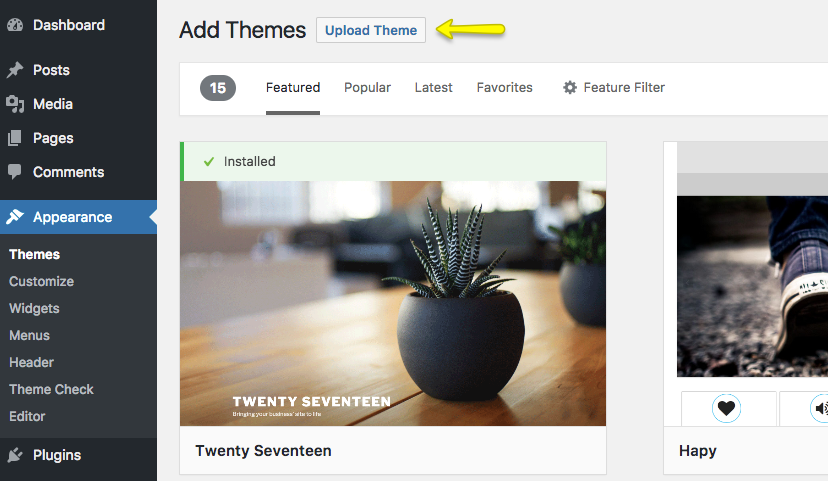 Dashboard
Posts
Media
Pages
Comments
Appearance
Themes
Customize
Widgets
Menus
Header
Theme Check
Editor
Plugins
Add Themes Upload Theme
15 Featured Popular Latest Favorites Feature Filter
Installed
TWENTY SEVENTEEN
Bringing your business' site to life
Twenty Seventeen
Hapy